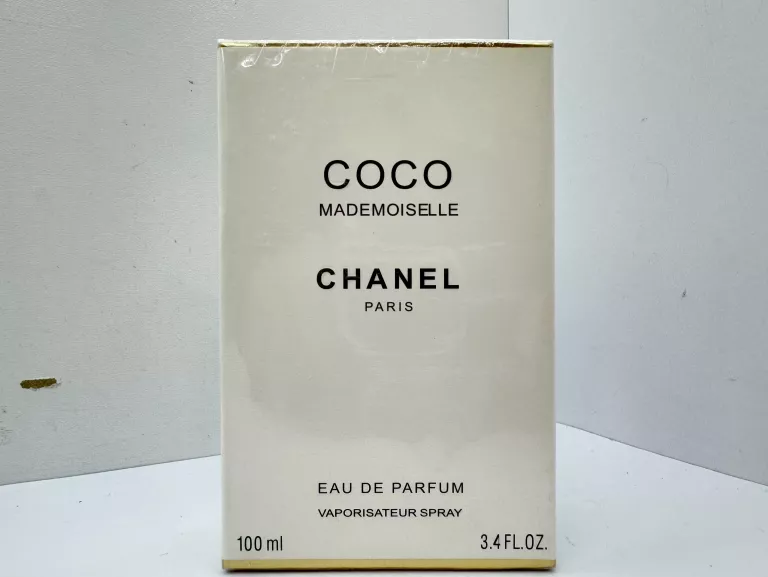 COCO
MADEMOISELLE
CHANEL
PARIS
EAU DE PARFUM
VAPORISATEUR SPRAY
100 ml 3.4 FL.OZ.